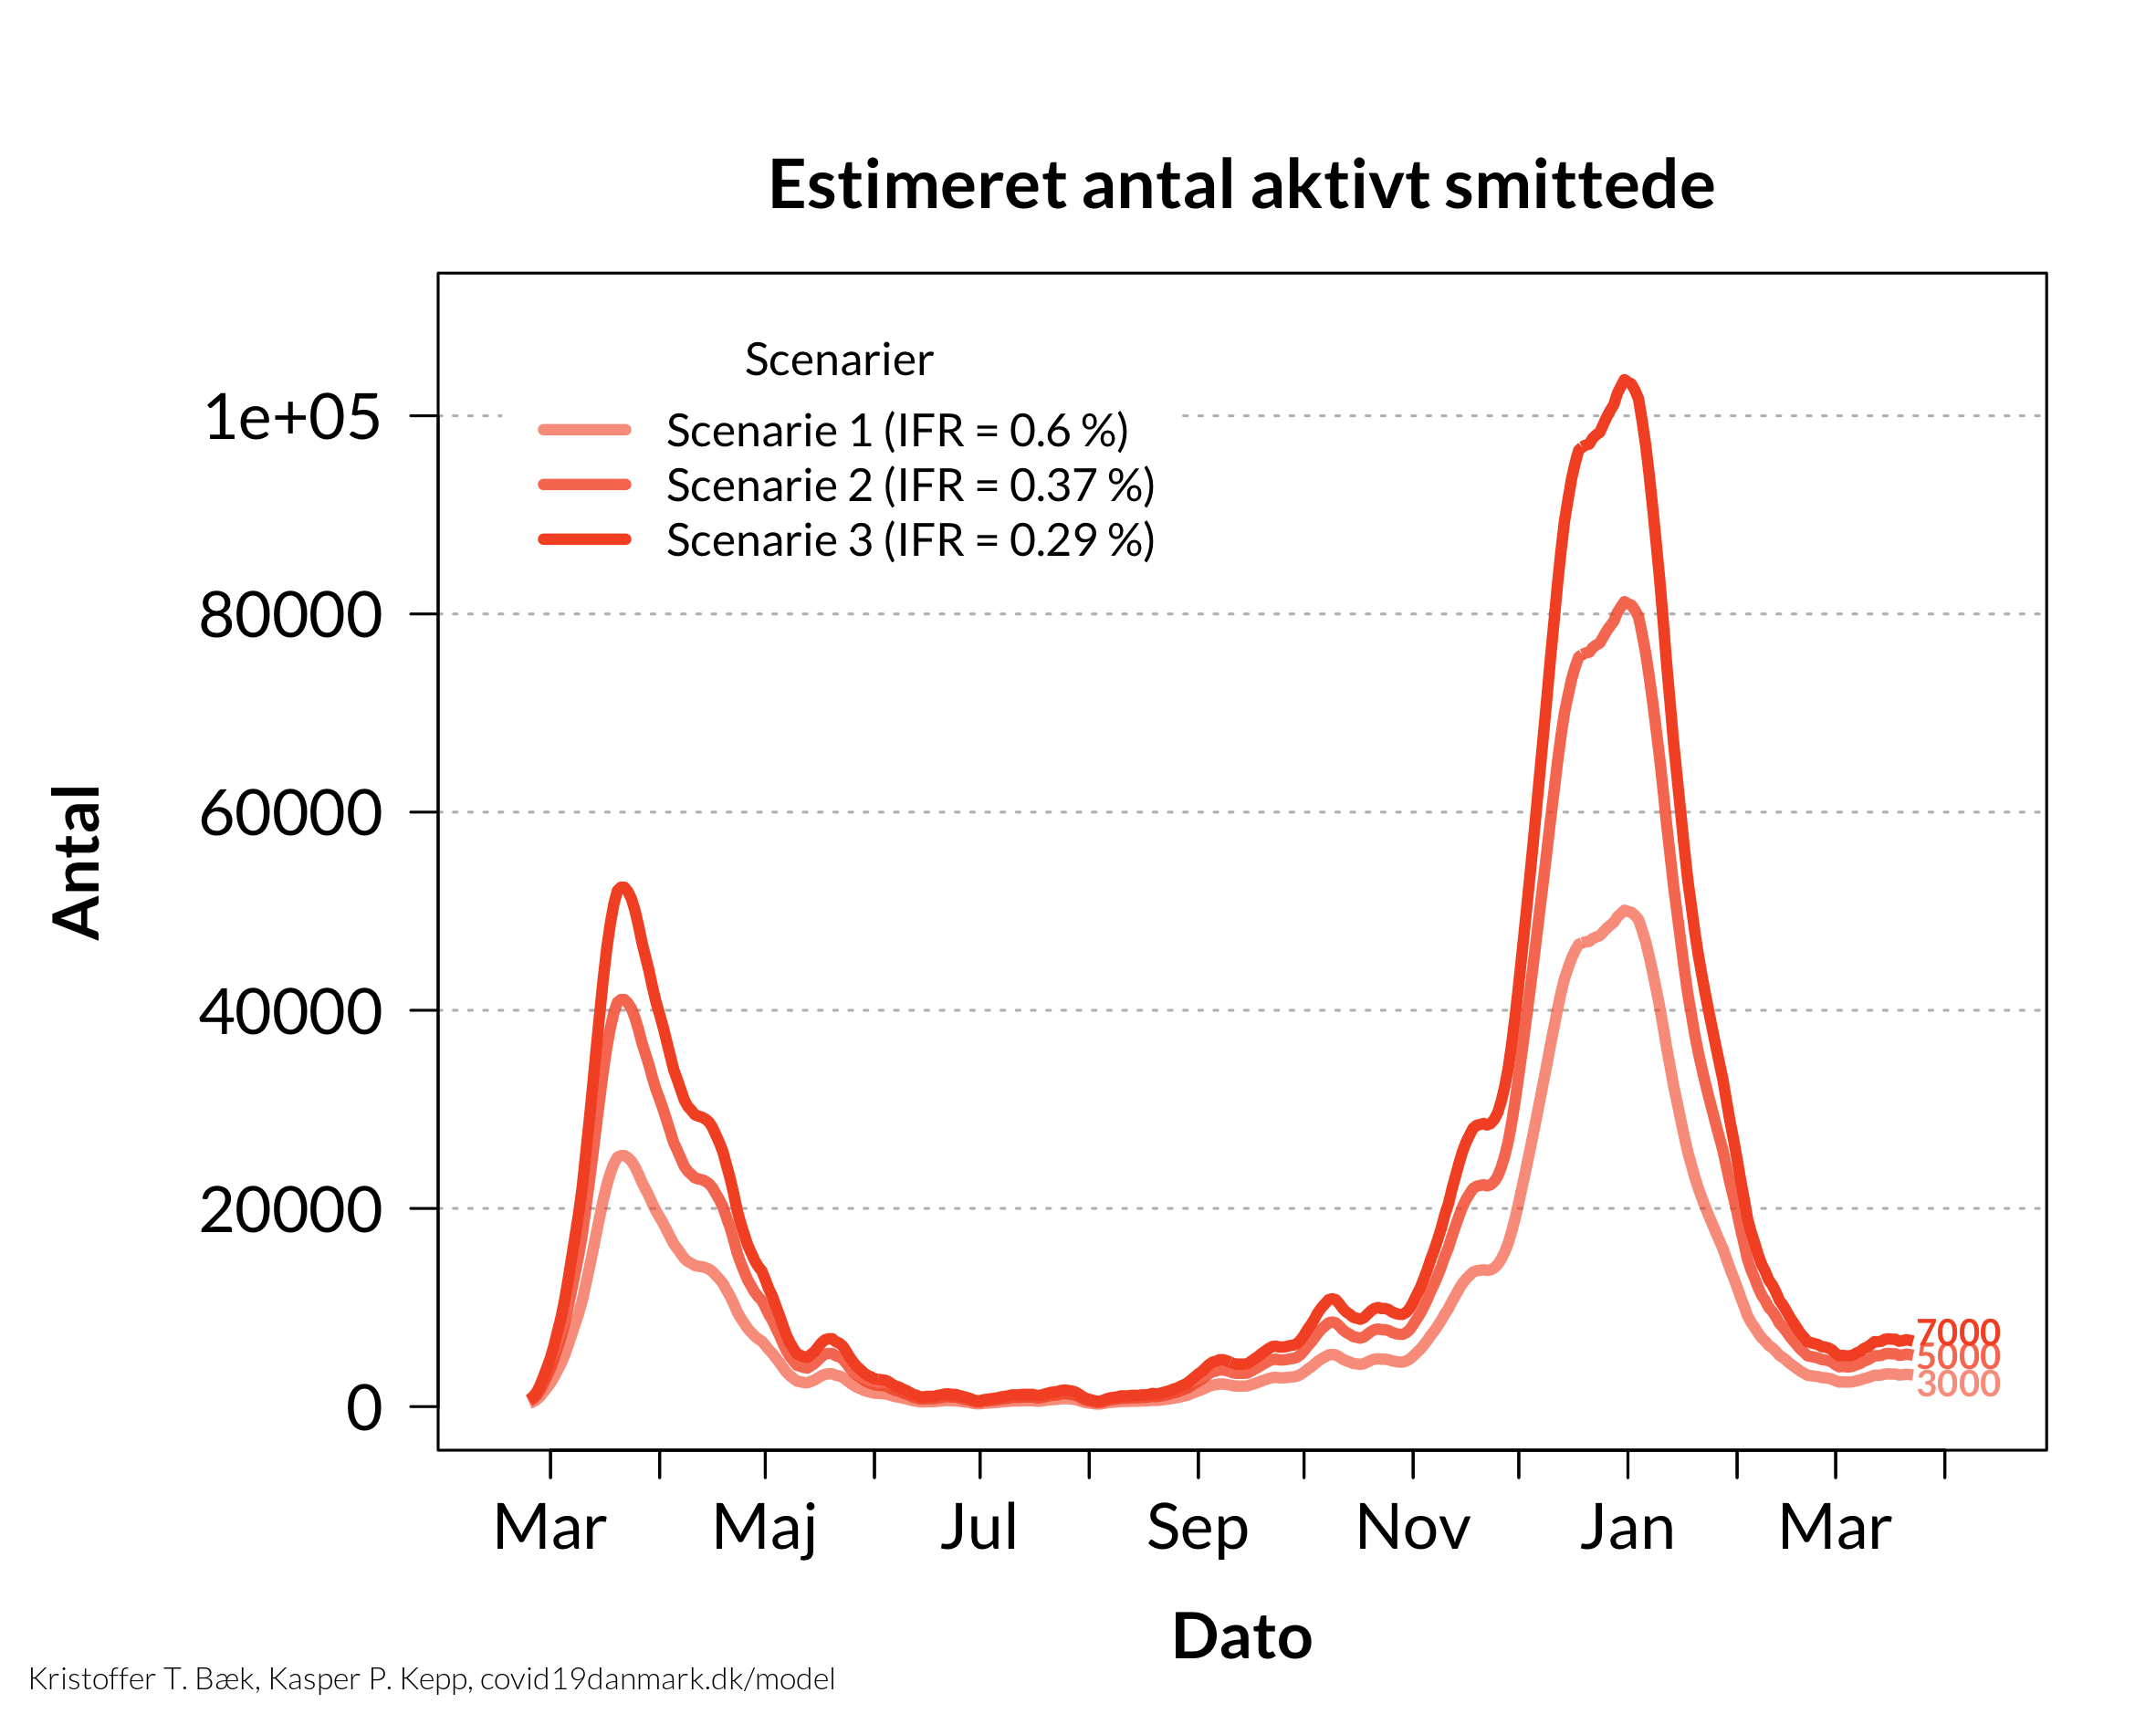 Estimeret antal aktivt smittede
Scenarier
Scenarie 1 (IFR = 0.6 %)
Scenarie 2 (IFR = 0.37 %)
Scenarie 3 (IFR = 0.29 %)
Antal
1e+05
80000
60000
40000
20000
0
7000
5000
3000
Mar Maj Jul Sep Nov Jan Mar
Dato
Kristoffer T. Bæk, Kasper P. Kepp, covid19danmark.dk/model